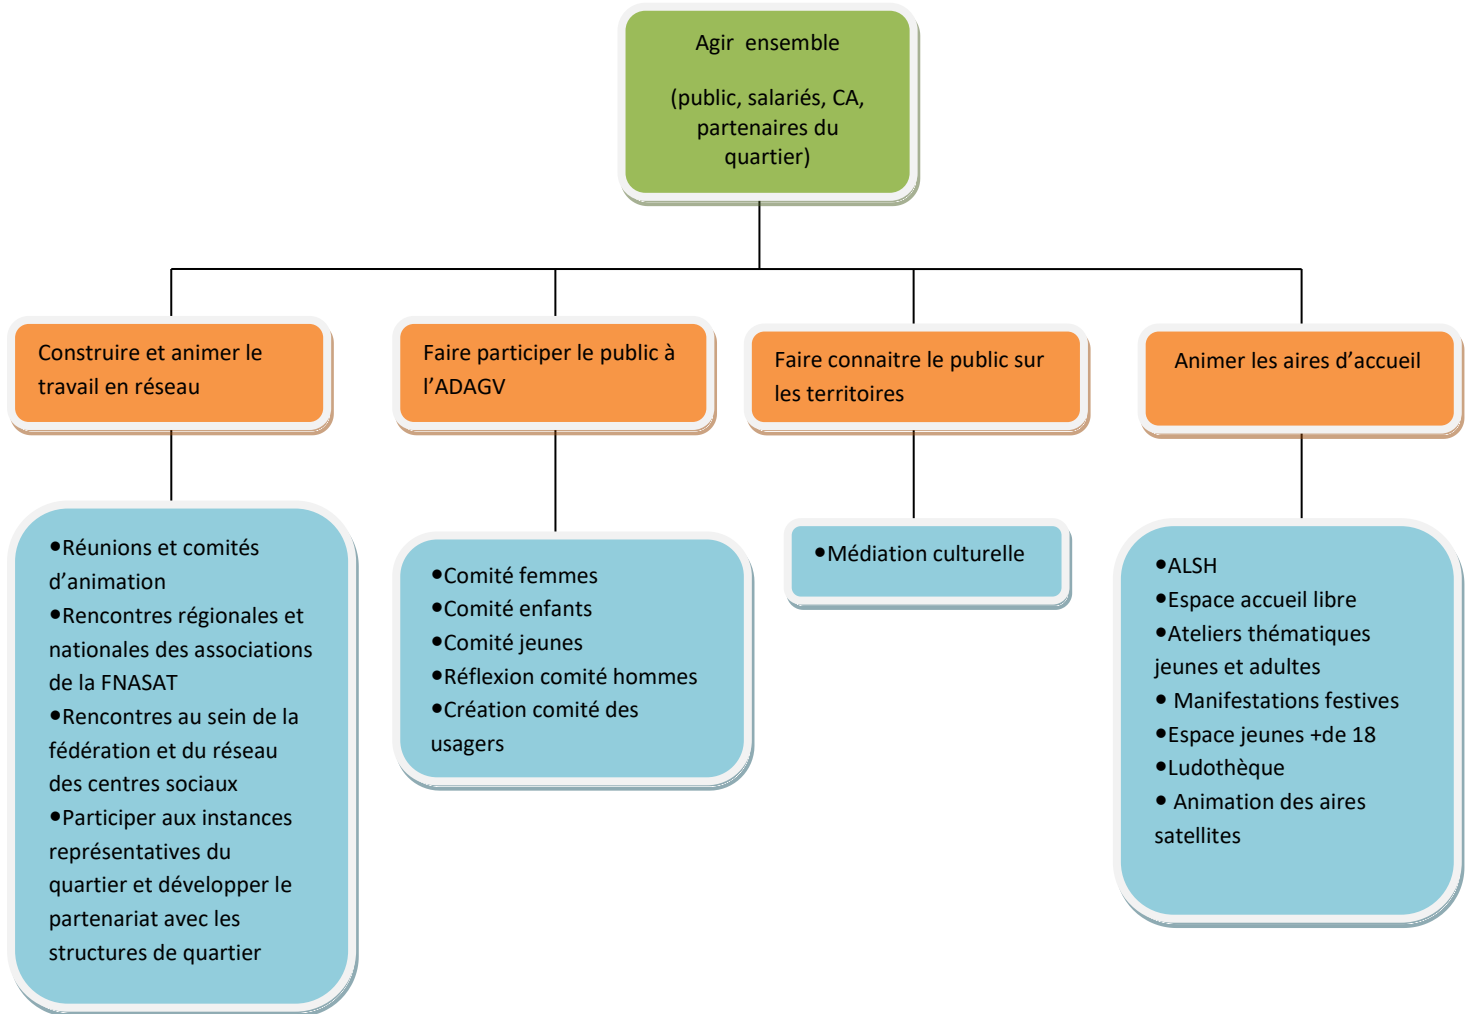 Agir ensemble
(public, salariés, CA,
partenaires du
quartier)
Construire et animer le
travail en réseau
Faire participer le public à
l’ADAGV
Faire connaitre le public sur
les territoires
Animer les aires d’accueil
•Réunions et comités
d’animation
•Rencontres régionales et
nationales des associations
de la FNASAT
•Rencontres au sein de la
fédération et du réseau
des centres sociaux
•Participer aux instances
représentatives du
quartier et développer le
partenariat avec les
structures de quartier
•Comité femmes
•Comité enfants
•Comité jeunes
•Réflexion comité hommes
•Création comité des
usagers
•Médiation culturelle
•ALSH
•Espace accueil libre
•Ateliers thématiques
jeunes et adultes
• Manifestations festives
•Espace jeunes +de 18
•Ludothèque
• Animation des aires
satellites